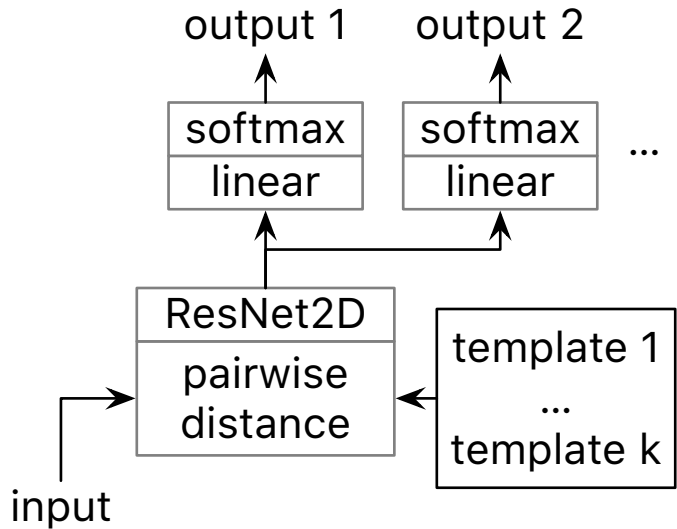 output 1
output 2
softmax
softmax
...
linear
linear
ResNet2D
pairwise
distance
template 1
...
template k
input